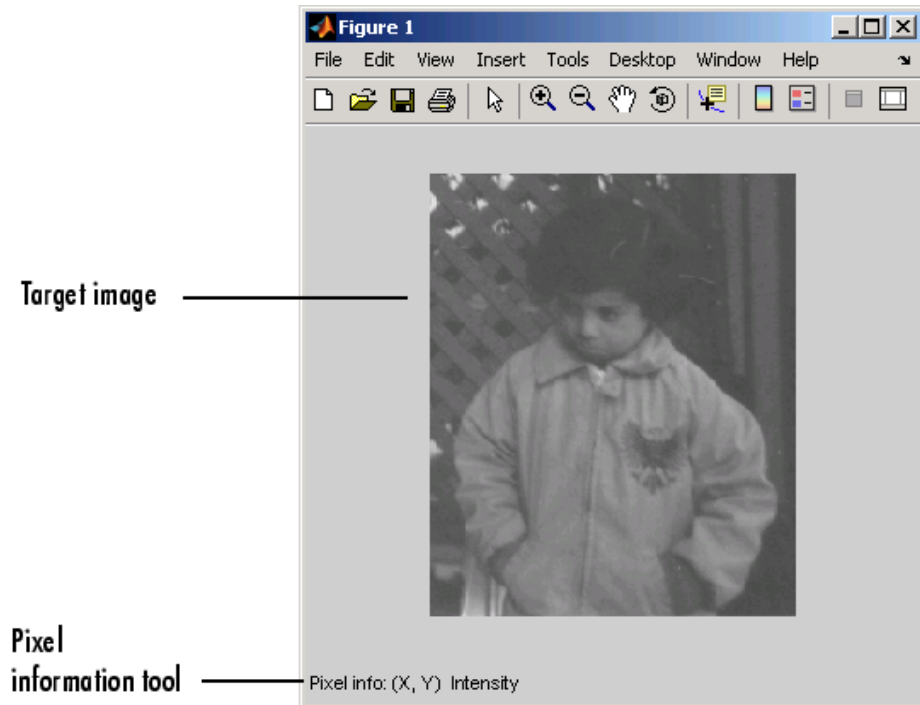 Figure 1
File Edit View Insert Tools Desktop Window Help
Target image
Pixel
information tool
Pixel info: (X, Y) Intensity